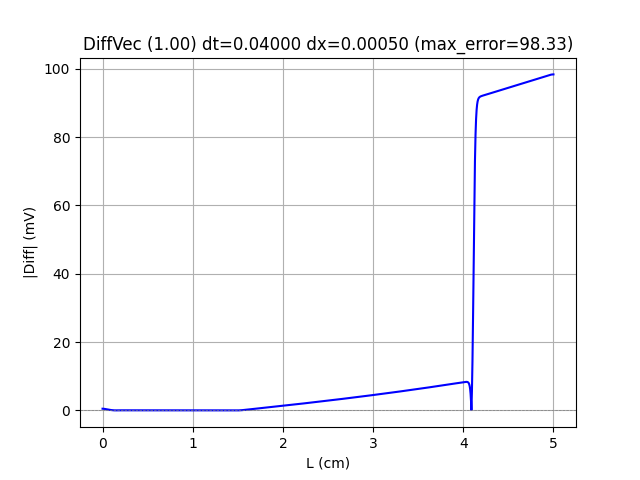 DiffVec (1.00) dt=0.04000 dx=0.00050 (max_error=98.33)
100
80
60
40
20
0
|Diff| (mV)
0 1 2 3 4 5
L (cm)